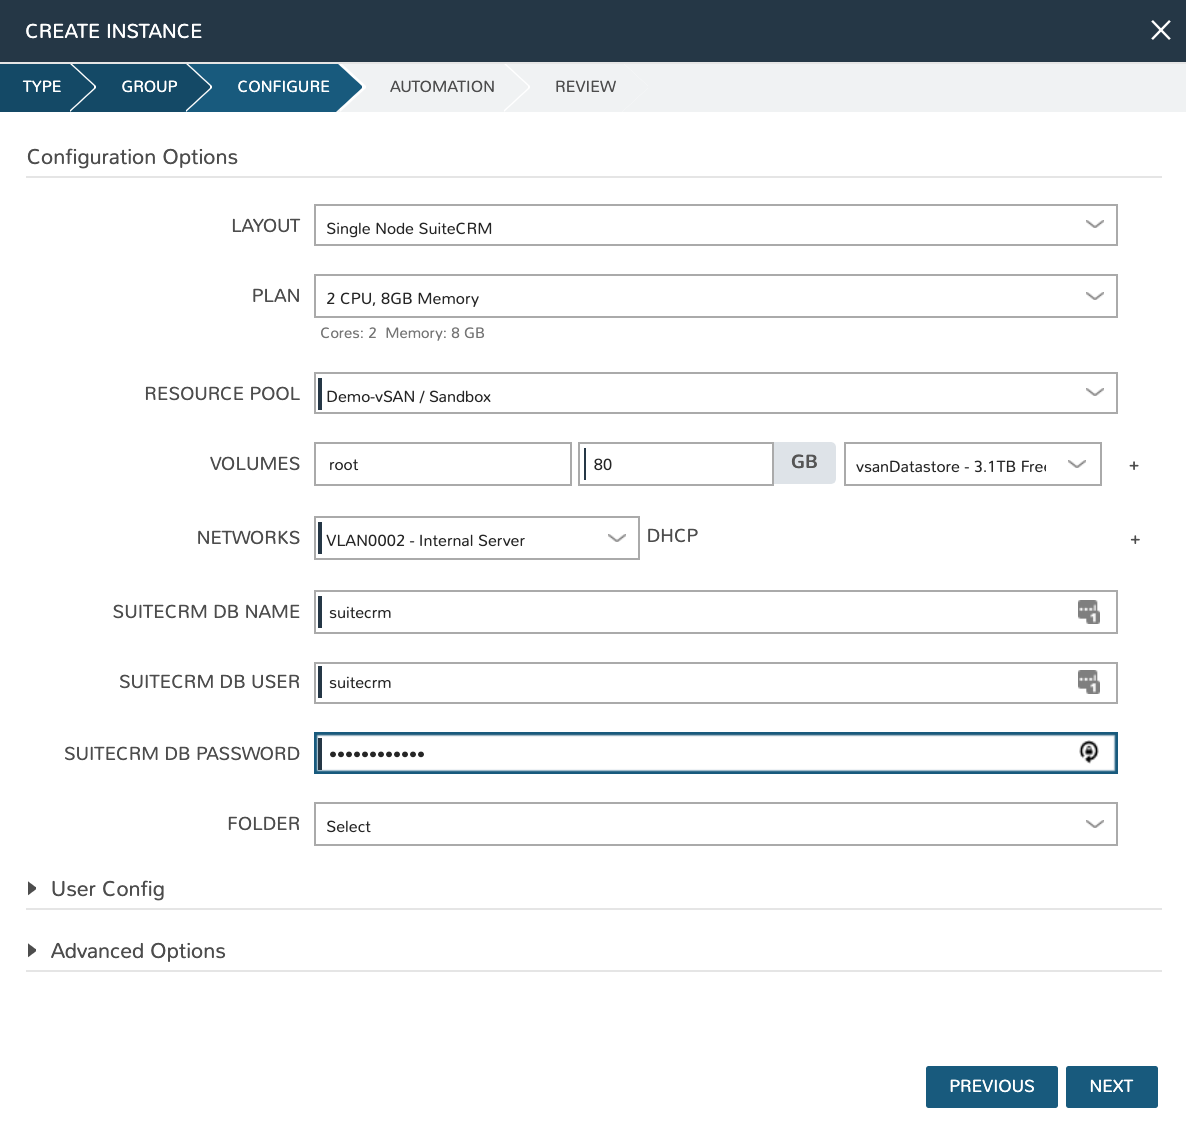 CREATE INSTANCE
TYPE GROUP CONFIGURE AUTOMATION REVIEW
Configuration Options
LAYOUT Single Node SuiteCRM
PLAN 2 CPU, 8GB Memory
Cores: 2 Memory: 8 GB
RESOURCE POOL Demo-vSAN / Sandbox
VOLUMES root 80 GB vsanDatastore - 3.1TB Free +
NETWORKS VLAN0002 - Internal Server DHCP +
SUITECRM DB NAME suitecrm 1
SUITECRM DB USER suitecrm 1
SUITECRM DB PASSWORD ••••••••••••
FOLDER Select
User Config
Advanced Options
PREVIOUS NEXT